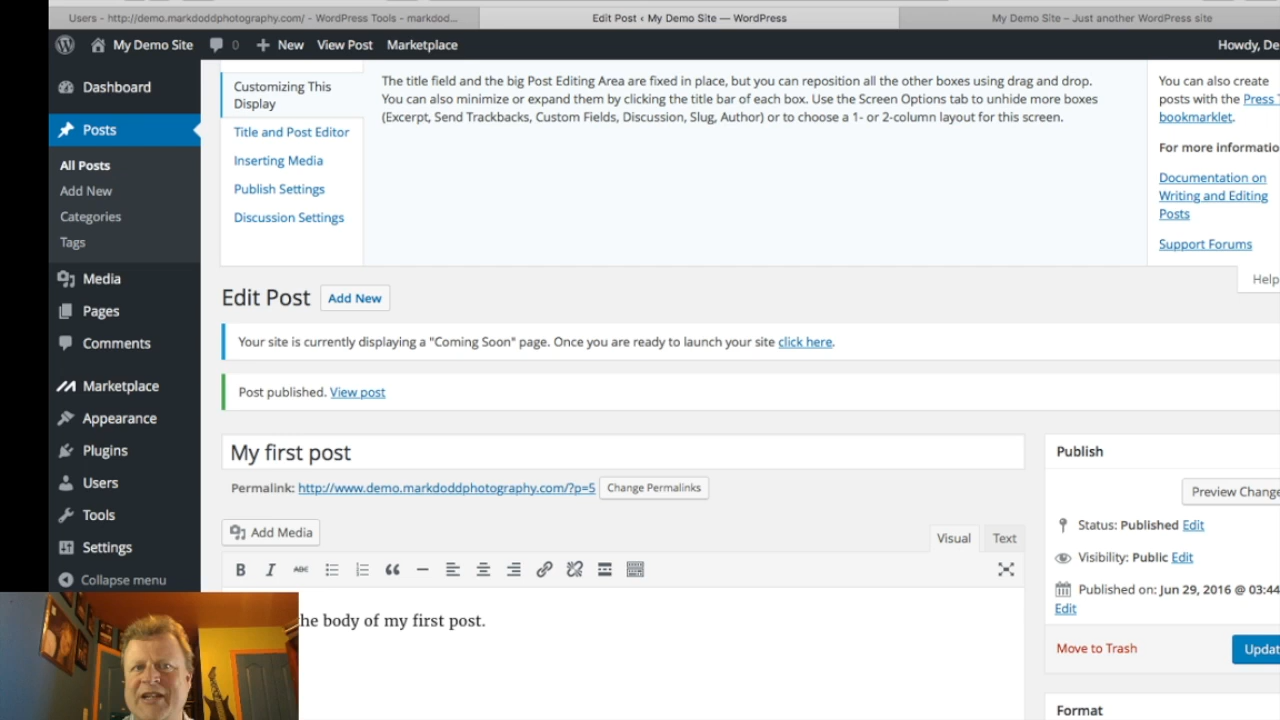 Users - http://demo.markdoddphotography.com/ - WordPress Tools - markdod...
Edit Post ‹ My Demo Site — WordPress
My Demo Site – Just another WordPress site
My Demo Site
0
New
View Post
Marketplace
Howdy, De
Dashboard
Posts
All Posts
Add New
Categories
Tags
Media
Pages
Comments
Marketplace
Appearance
Plugins
Users
Tools
Settings
Collapse menu
Customizing This
Display
Title and Post Editor
Inserting Media
Publish Settings
Discussion Settings
The title field and the big Post Editing Area are fixed in place, but you can reposition all the other boxes using drag and drop.
You can also minimize or expand them by clicking the title bar of each box. Use the Screen Options tab to unhide more boxes
(Excerpt, Send Trackbacks, Custom Fields, Discussion, Slug, Author) or to choose a 1- or 2-column layout for this screen.
You can also create
posts with the Press T
bookmarklet.
For more informatio
Documentation on
Writing and Editing
Posts
Support Forums
Help
Edit Post
Add New
Your site is currently displaying a "Coming Soon" page. Once you are ready to launch your site click here.
Post published. View post
My first post
Permalink: http://www.demo.markdoddphotography.com/?p=5 Change Permalinks
Add Media
Visual
Text
B I ABC
he body of my first post.
Publish
Preview Change
Status: Published Edit
Visibility: Public Edit
Published on: Jun 29, 2016 @ 03:44
Edit
Move to Trash
Updat
Format